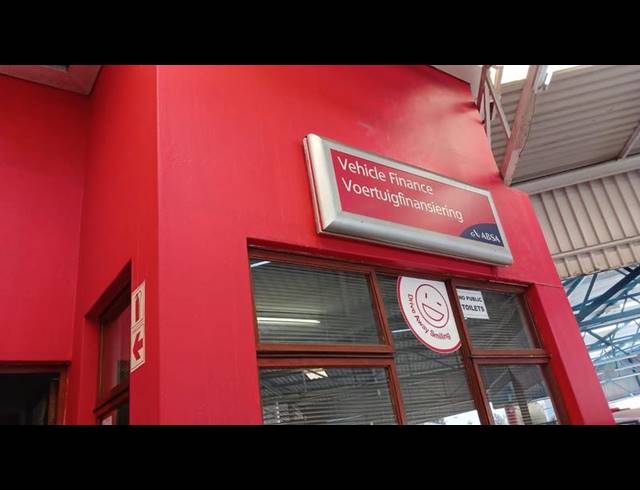 Vehicle Finance
Voertuigfinansiering
ABSA
NO PUBLIC
TOILETS
Drive Away Smiling